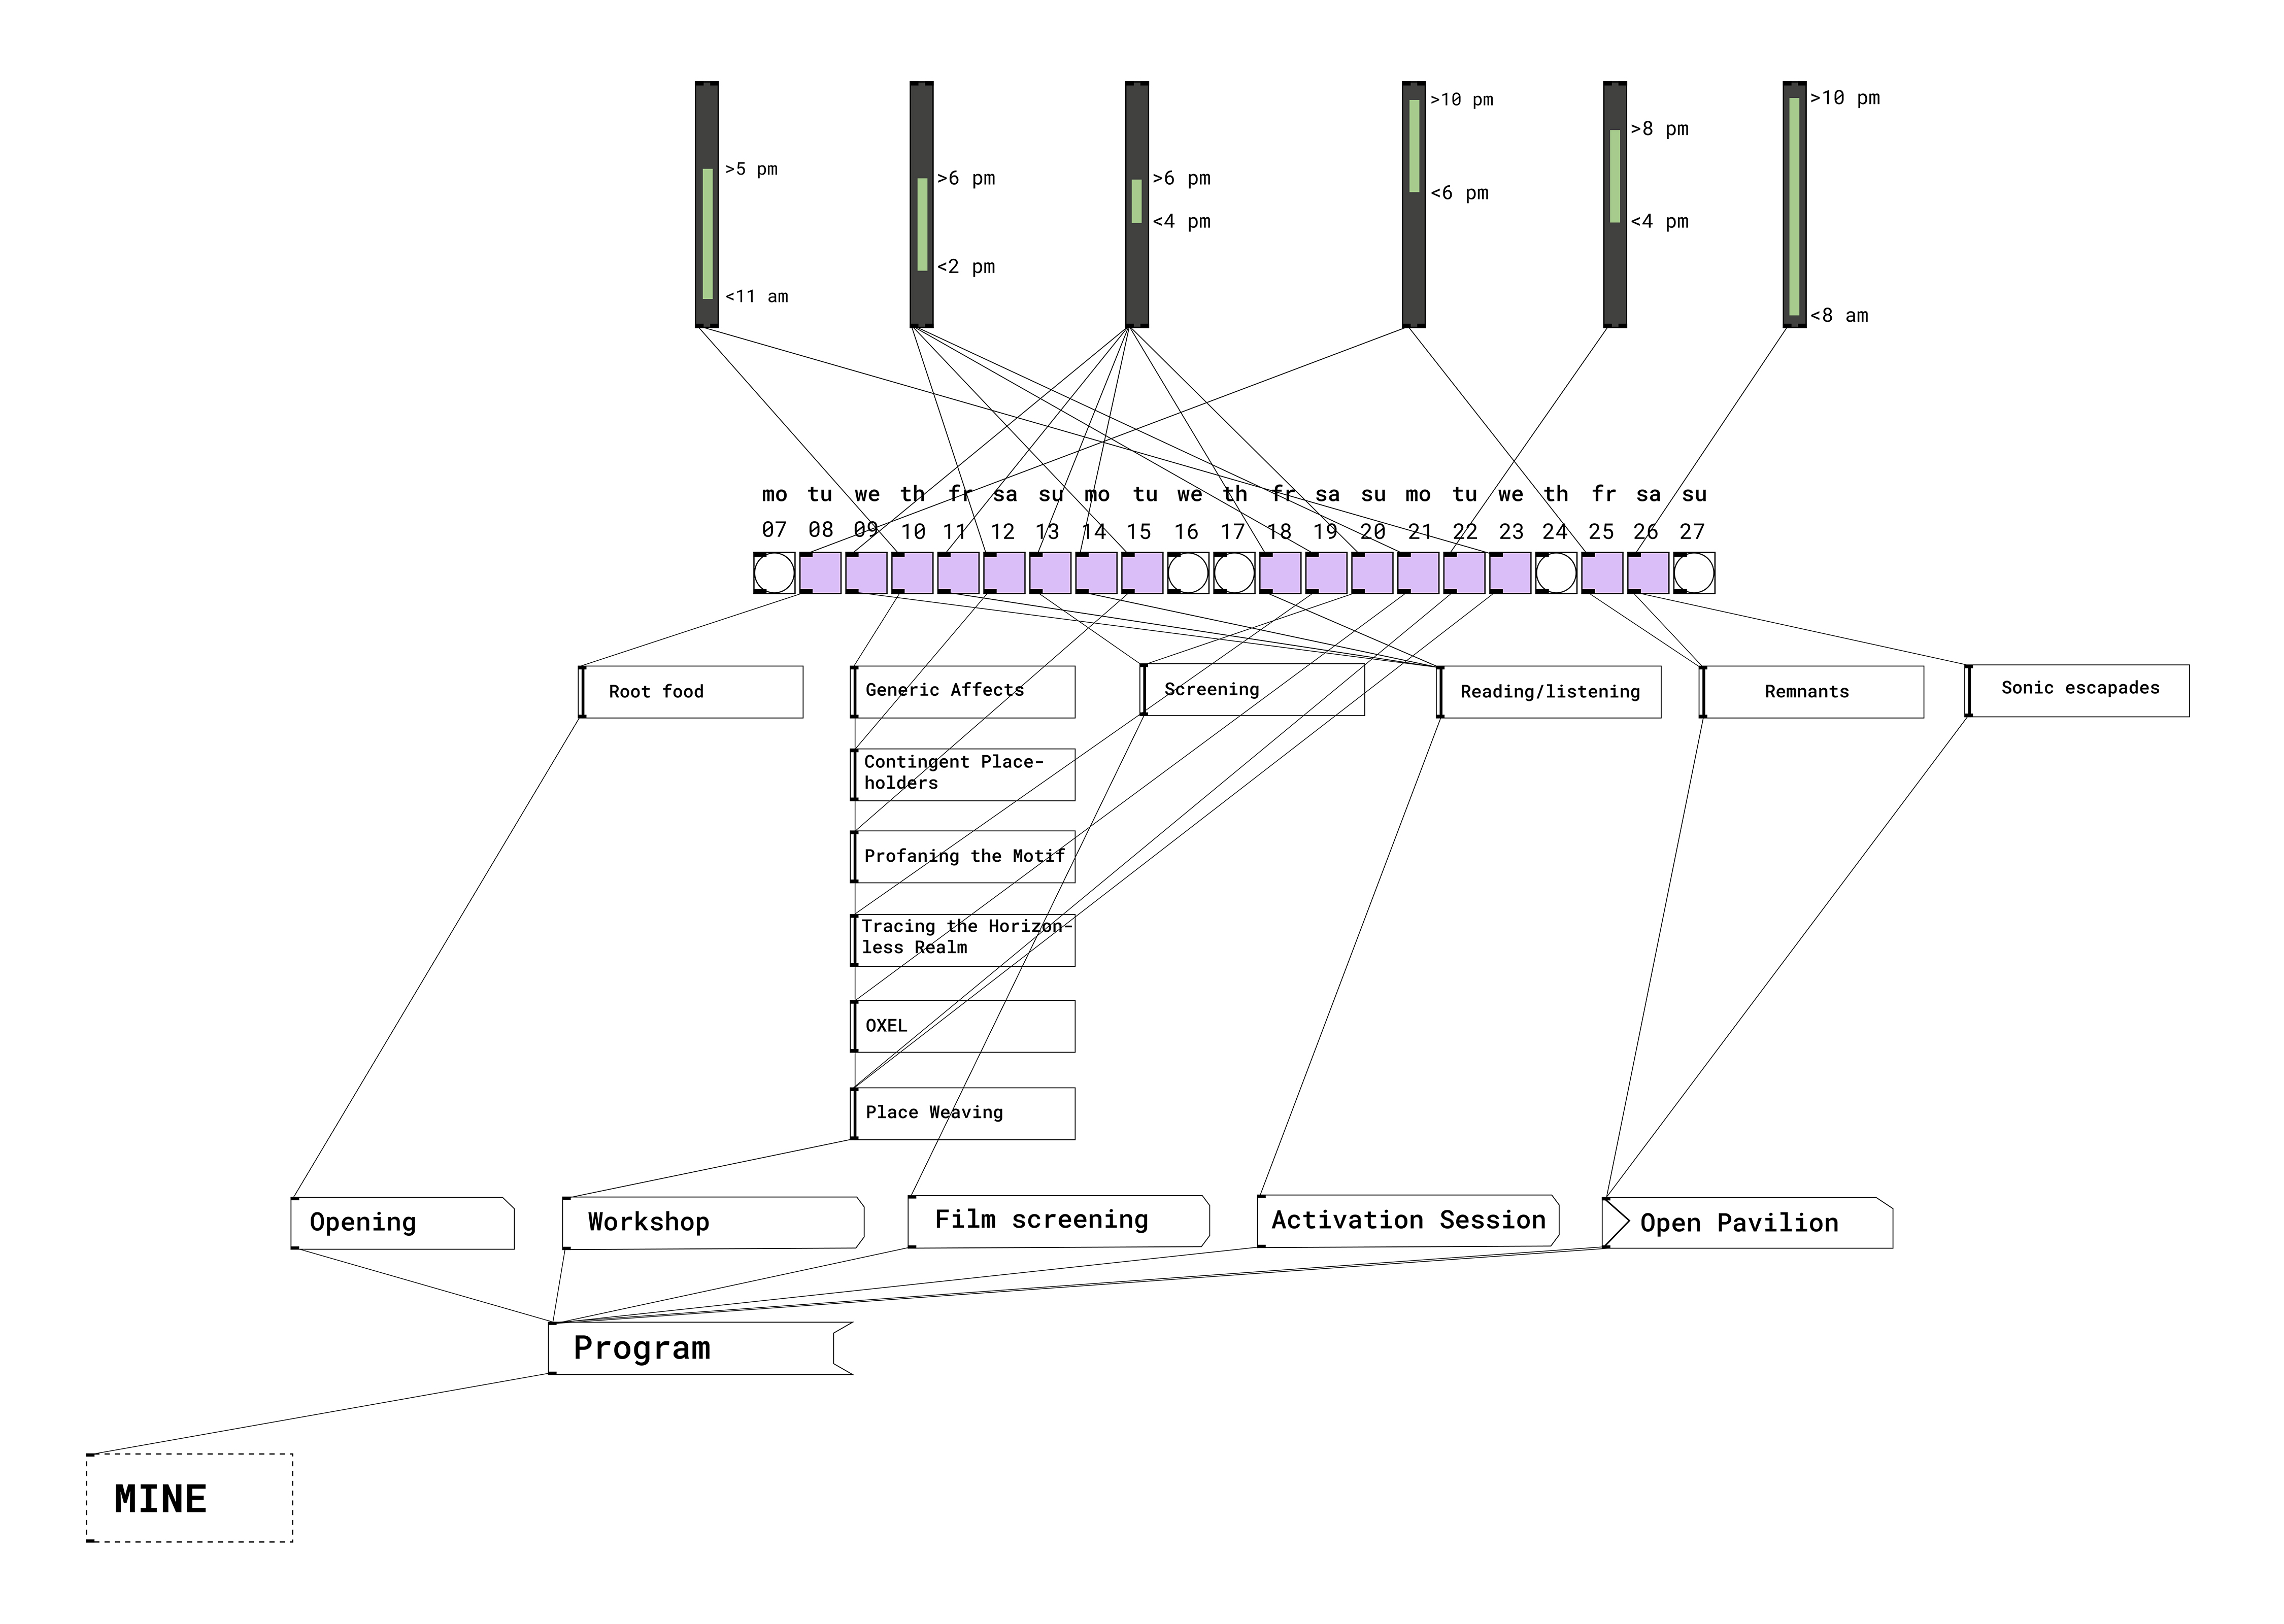 >5 pm
<11 am
>6 pm
<2 pm
>6 pm
<4 pm
>10 pm
<6 pm
>8 pm
<4 pm
>10 pm
<8 am
mo tu we th fr sa su mo tu we th fr sa su mo tu we th fr sa su
07 08 09 10 11 12 13 14 15 16 17 18 19 20 21 22 23 24 25 26 27
Root food
Generic Affects
Screening
Reading/listening
Remnants
Sonic escapades
Contingent Place-
holders
Profaning the Motif
Tracing the Horizon-
less Realm
OXEL
Place Weaving
Opening
Workshop
Film screening
Activation Session
Open Pavilion
Program
MINE